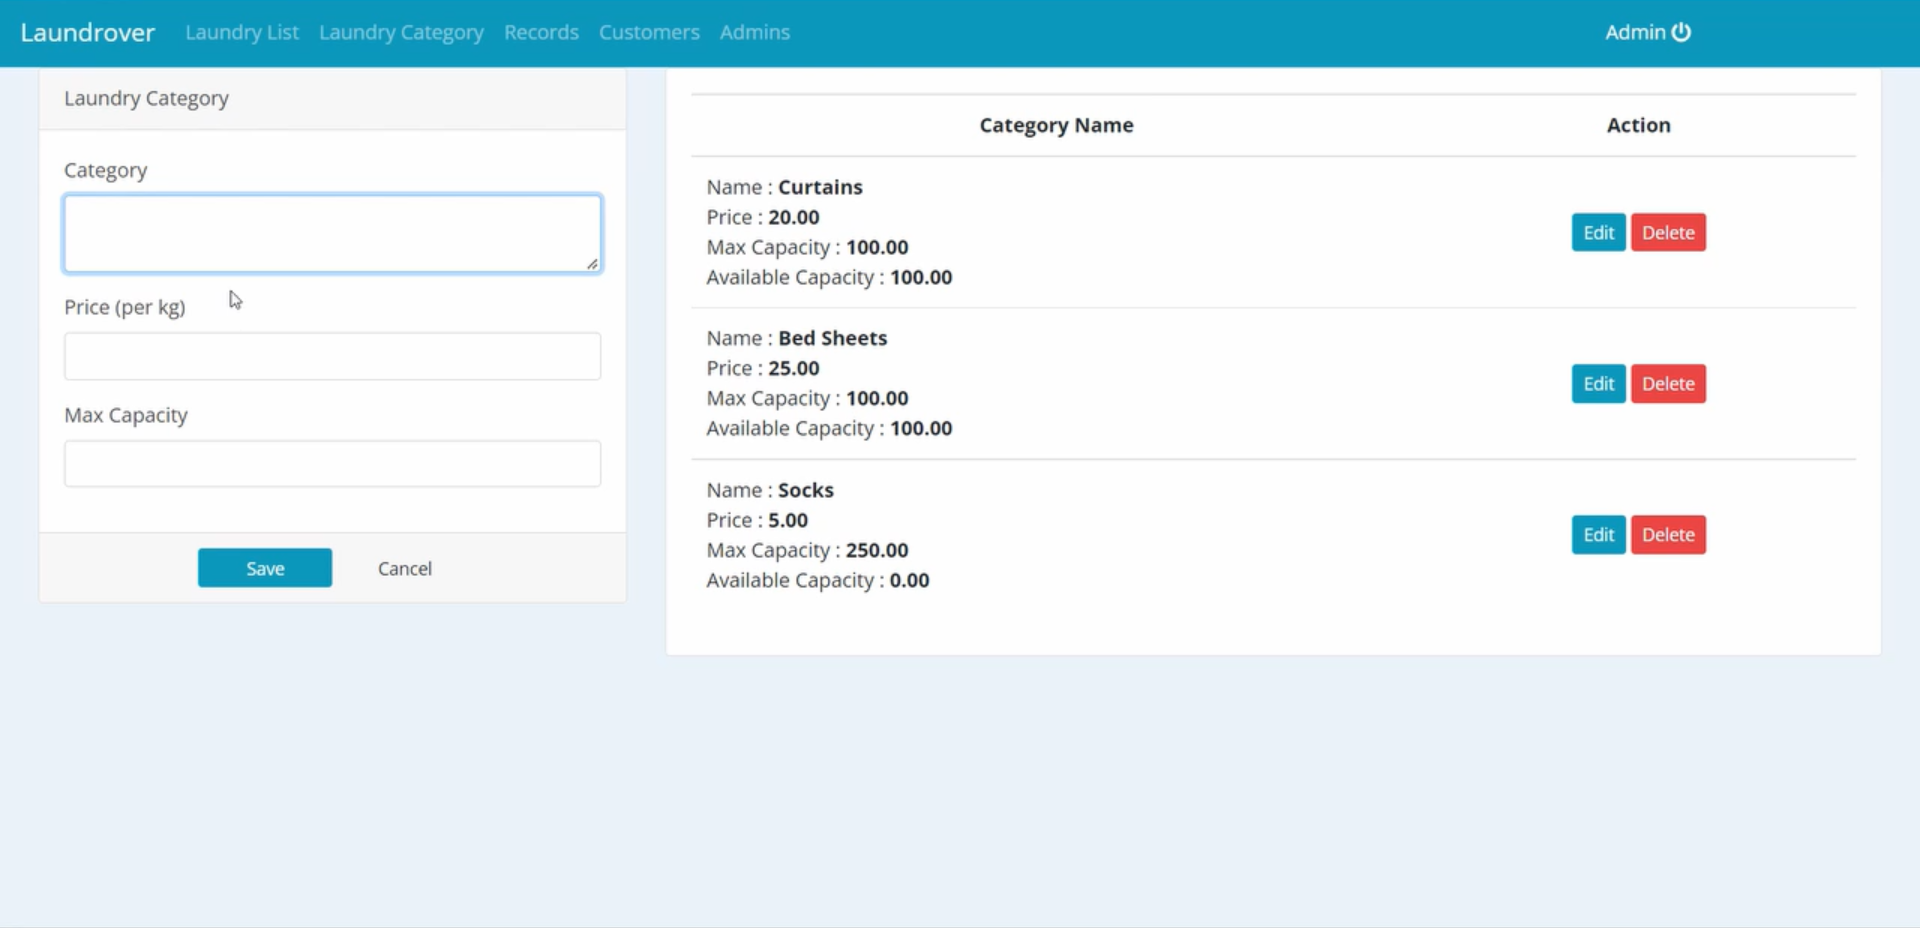 Laundrover Laundry List Laundry Category Records Customers Admins Admin
Laundry Category
Category
Price (per kg)
Max Capacity
Save Cancel
Category Name Action
Name : Curtains
Price : 20.00
Max Capacity : 100.00
Available Capacity : 100.00
Edit Delete
Name : Bed Sheets
Price : 25.00
Max Capacity : 100.00
Available Capacity : 100.00
Edit Delete
Name : Socks
Price : 5.00
Max Capacity : 250.00
Available Capacity : 0.00
Edit Delete